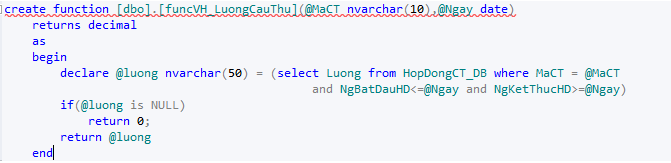 create function [dbo].[funcVH_LuongCauThu](@MaCT nvarchar(10),@Ngay date)
returns decimal
as
begin
declare @luong nvarchar(50) = (select Luong from HopDongCT_DB where MaCT = @MaCT
and NgBatDauHD<=@Ngay and NgKetThucHD>=@Ngay)
if(@luong is NULL)
return 0;
return @luong
end